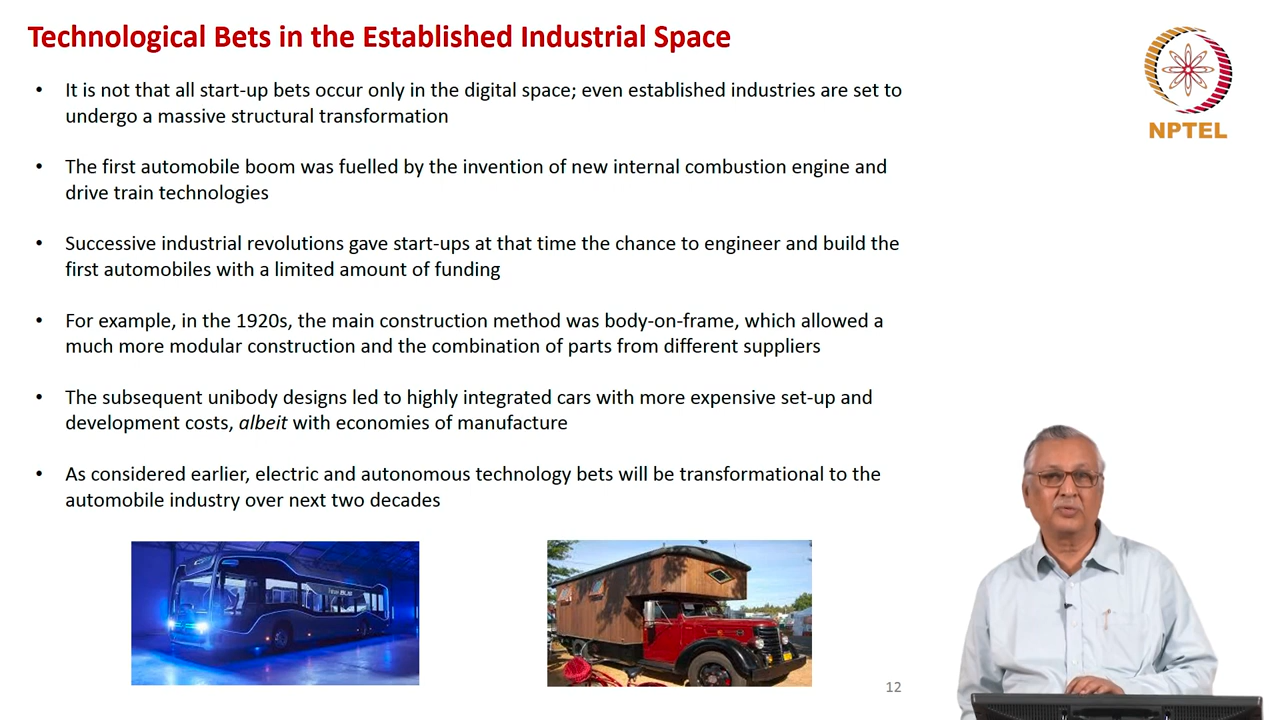 Technological Bets in the Established Industrial Space
NPTEL
• It is not that all start-up bets occur only in the digital space; even established industries are set to
undergo a massive structural transformation
• The first automobile boom was fuelled by the invention of new internal combustion engine and
drive train technologies
• Successive industrial revolutions gave start-ups at that time the chance to engineer and build the
first automobiles with a limited amount of funding
• For example, in the 1920s, the main construction method was body-on-frame, which allowed a
much more modular construction and the combination of parts from different suppliers
• The subsequent unibody designs led to highly integrated cars with more expensive set-up and
development costs, albeit with economies of manufacture
• As considered earlier, electric and autonomous technology bets will be transformational to the
automobile industry over next two decades
12